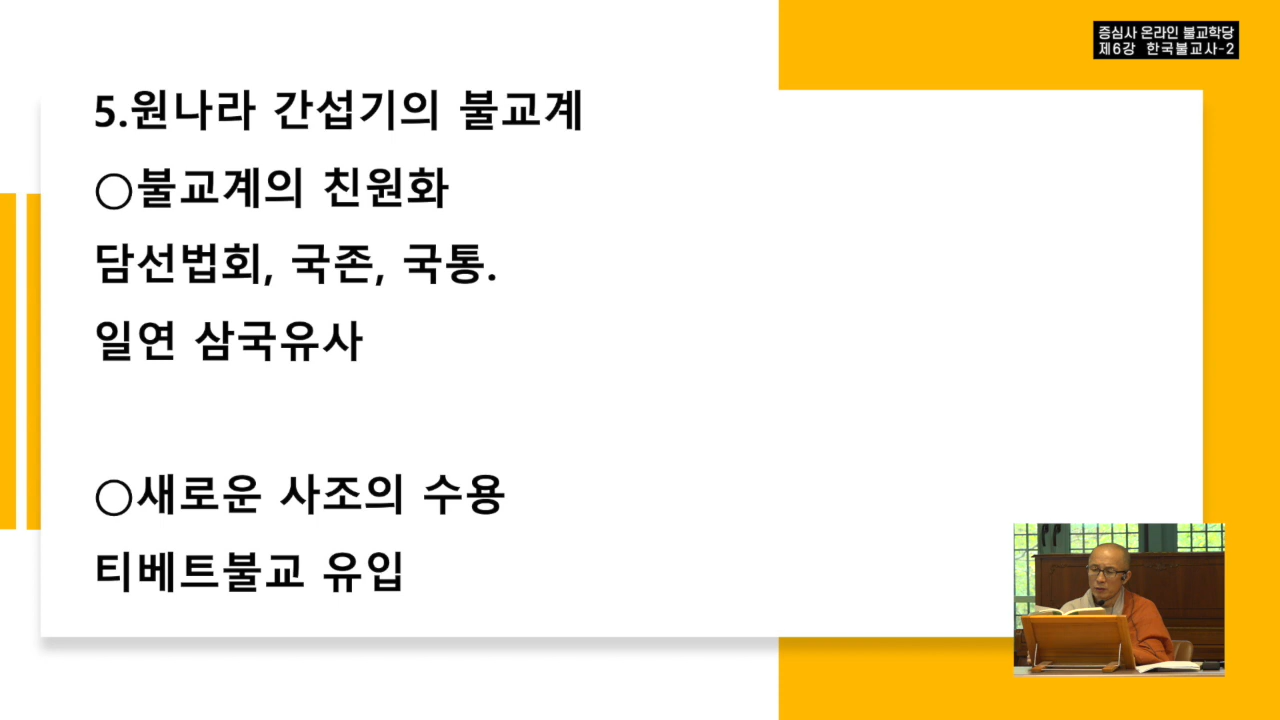 증심사 온라인 불교학당
제6강 한국불교사-2
5.원나라 간섭기의 불교계
○불교계의 친원화
담선법회, 국존, 국통.
일연 삼국유사
○새로운 사조의 수용
티베트불교 유입